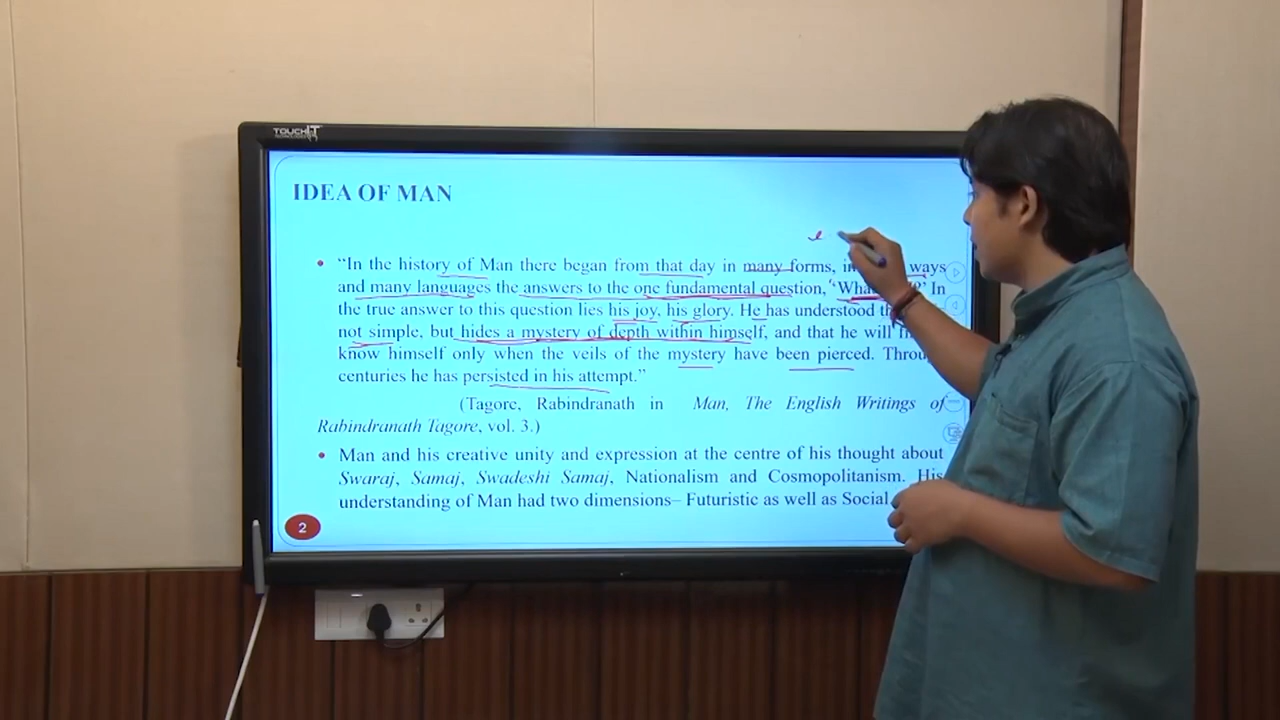 TOUCHIT
IDEA OF MAN
e
• “In the history of Man there began from that day in many forms, in ways
and many languages the answers to the one fundamental question, ‘What I?’ In
the true answer to this question lies his joy, his glory. He has understood
not simple, but hides a mystery of depth within himself, and that he will
know himself only when the veils of the mystery have been pierced. Through
centuries he has persisted in his attempt.”
(Tagore, Rabindranath in Man, The English Writings of
Rabindranath Tagore, vol. 3.)
• Man and his creative unity and expression at the centre of his thought about
Swaraj, Samaj, Swadeshi Samaj, Nationalism and Cosmopolitanism. His
understanding of Man had two dimensions– Futuristic as well as Social
2